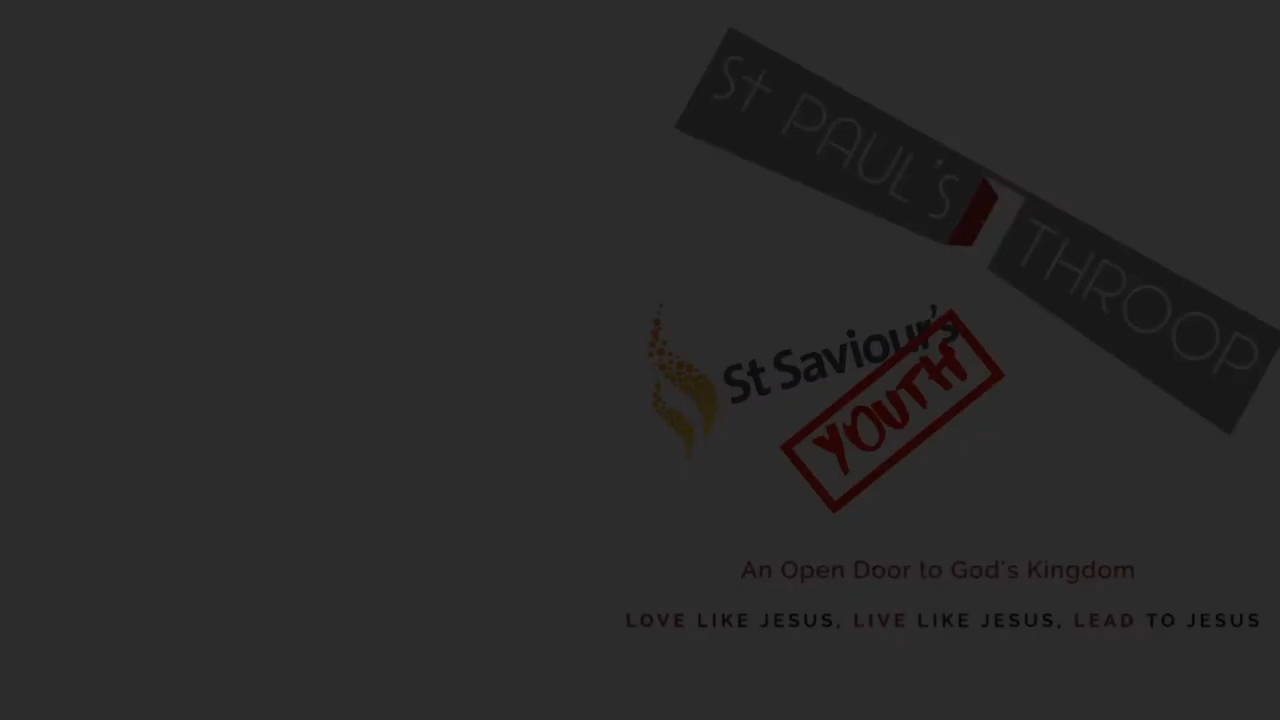 St PAUL'S THROOP
St Saviour's
YOUTH
An Open Door to God's Kingdom
LOVE LIKE JESUS, LIVE LIKE JESUS, LEAD TO JESUS